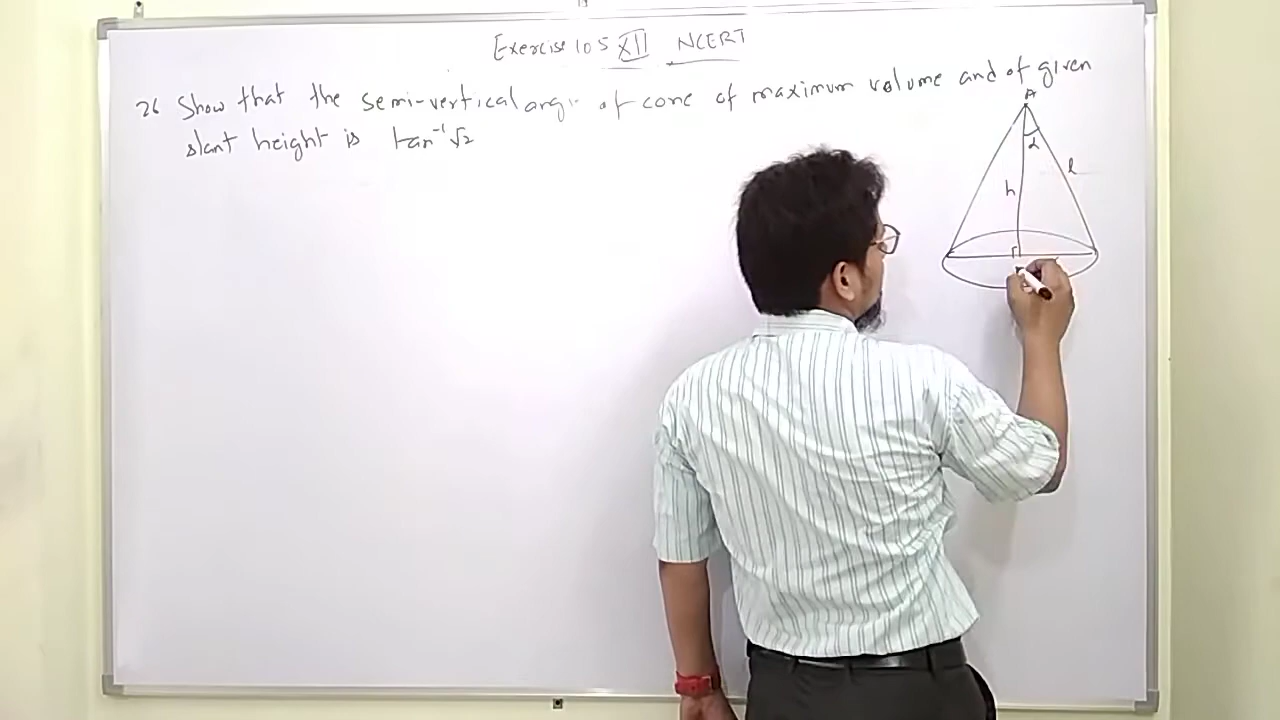 Exercise 10 5 XII NCERT
26 Show that the semi-vertical ang of cone of maximum volume and of given
slant height is tan⁻¹√2
A
α
l
h